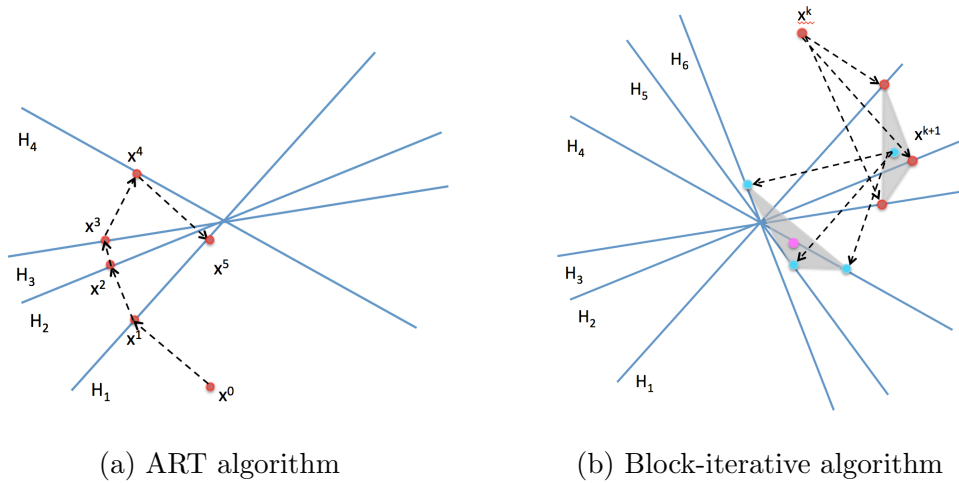 H₄
x⁴
x³
H₃
x²
H₂
x¹
H₁
x⁰
x⁵
xᵏ
H₆
H₅
H₄
xᵏ⁺¹
H₃
H₂
H₁
(a) ART algorithm
(b) Block-iterative algorithm